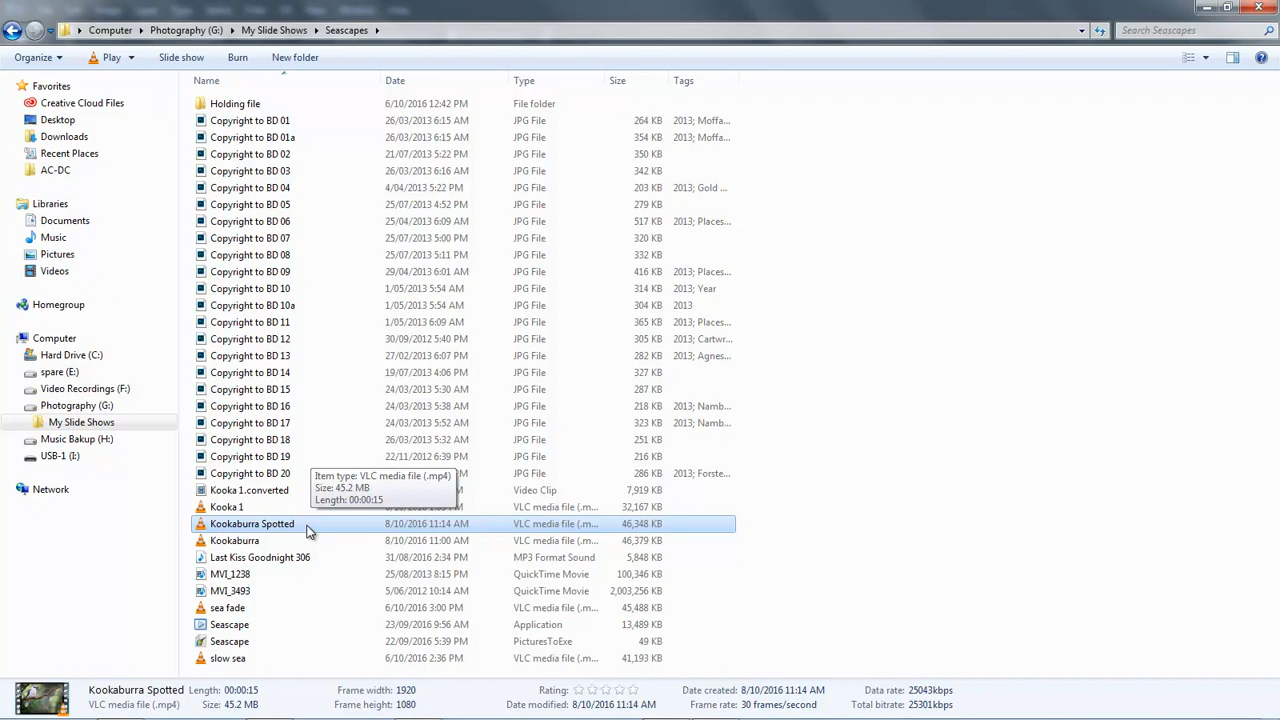 Computer ▸ Photography (G:) ▸ My Slide Shows ▸ Seascapes ▸ Search Seascapes
Organize ▾ Play ▾ Slide show Burn New folder
Name Date Type Size Tags
Favorites
Creative Cloud Files
Desktop
Downloads
Recent Places
AC-DC
Libraries
Documents
Music
Pictures
Videos
Homegroup
Computer
Hard Drive (C:)
spare (E:)
Video Recordings (F:)
Photography (G:)
My Slide Shows
Music Bakup (H:)
USB-1 (I:)
Network
Holding file 6/10/2016 12:42 PM File folder
Copyright to BD 01 26/03/2013 6:15 AM JPG File 264 KB 2013; Moffa...
Copyright to BD 01a 26/03/2013 6:15 AM JPG File 354 KB 2013; Moffa...
Copyright to BD 02 21/07/2013 5:22 PM JPG File 350 KB
Copyright to BD 03 26/03/2013 6:16 AM JPG File 342 KB
Copyright to BD 04 4/04/2013 5:22 PM JPG File 203 KB 2013; Gold ...
Copyright to BD 05 25/07/2013 4:52 PM JPG File 279 KB
Copyright to BD 06 25/04/2013 6:09 AM JPG File 517 KB 2013; Places...
Copyright to BD 07 25/07/2013 5:00 PM JPG File 320 KB
Copyright to BD 08 25/07/2013 5:11 PM JPG File 332 KB
Copyright to BD 09 29/04/2013 6:01 AM JPG File 416 KB 2013; Places...
Copyright to BD 10 1/05/2013 5:54 AM JPG File 314 KB 2013; Year
Copyright to BD 10a 1/05/2013 5:54 AM JPG File 304 KB 2013
Copyright to BD 11 1/05/2013 6:09 AM JPG File 365 KB 2013; Places...
Copyright to BD 12 30/09/2012 5:40 PM JPG File 305 KB 2013; Cartwr...
Copyright to BD 13 27/02/2013 6:07 PM JPG File 282 KB 2013; Agnes...
Copyright to BD 14 19/07/2013 4:06 PM JPG File 327 KB
Copyright to BD 15 24/03/2013 5:30 AM JPG File 287 KB
Copyright to BD 16 24/03/2013 5:38 AM JPG File 218 KB 2013; Namb...
Copyright to BD 17 24/03/2013 5:52 AM JPG File 323 KB 2013; Namb...
Copyright to BD 18 26/03/2013 5:32 AM JPG File 251 KB
Copyright to BD 19 22/11/2012 6:39 PM JPG File 216 KB
Copyright to BD 20 PM JPG File 286 KB 2013; Forste...
Kooka 1.converted Video Clip 7,919 KB
Kooka 1 VLC media file (.m... 32,167 KB
Item type: VLC media file (.mp4)
Size: 45.2 MB
Length: 00:00:15
Kookaburra Spotted 8/10/2016 11:14 AM VLC media file (.m... 46,348 KB
Kookaburra 8/10/2016 11:00 AM VLC media file (.m... 46,379 KB
Last Kiss Goodnight 306 31/08/2016 2:34 PM MP3 Format Sound 5,848 KB
MVI_1238 25/08/2013 8:15 PM QuickTime Movie 100,346 KB
MVI_3493 5/06/2012 10:14 AM QuickTime Movie 2,003,256 KB
sea fade 6/10/2016 3:00 PM VLC media file (.m... 45,488 KB
Seascape 23/09/2016 9:56 AM Application 13,489 KB
Seascape 22/09/2016 5:39 PM PicturesToExe 49 KB
slow sea 6/10/2016 2:36 PM VLC media file (.m... 41,193 KB
Kookaburra Spotted Length: 00:00:15 Frame width: 1920 Rating: Date created: 8/10/2016 11:14 AM Data rate: 25043kbps
VLC media file (.mp4) Size: 45.2 MB Frame height: 1080 Date modified: 8/10/2016 11:14 AM Frame rate: 30 frames/second Total bitrate: 25301kbps